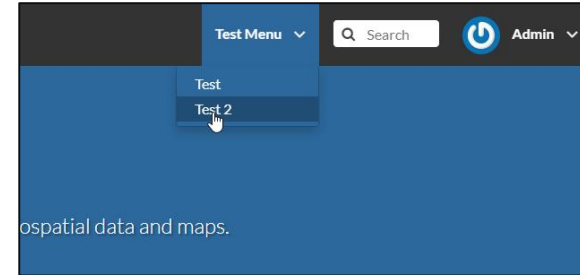 Test Menu Search Admin
Test
Test 2
ospatial data and maps.